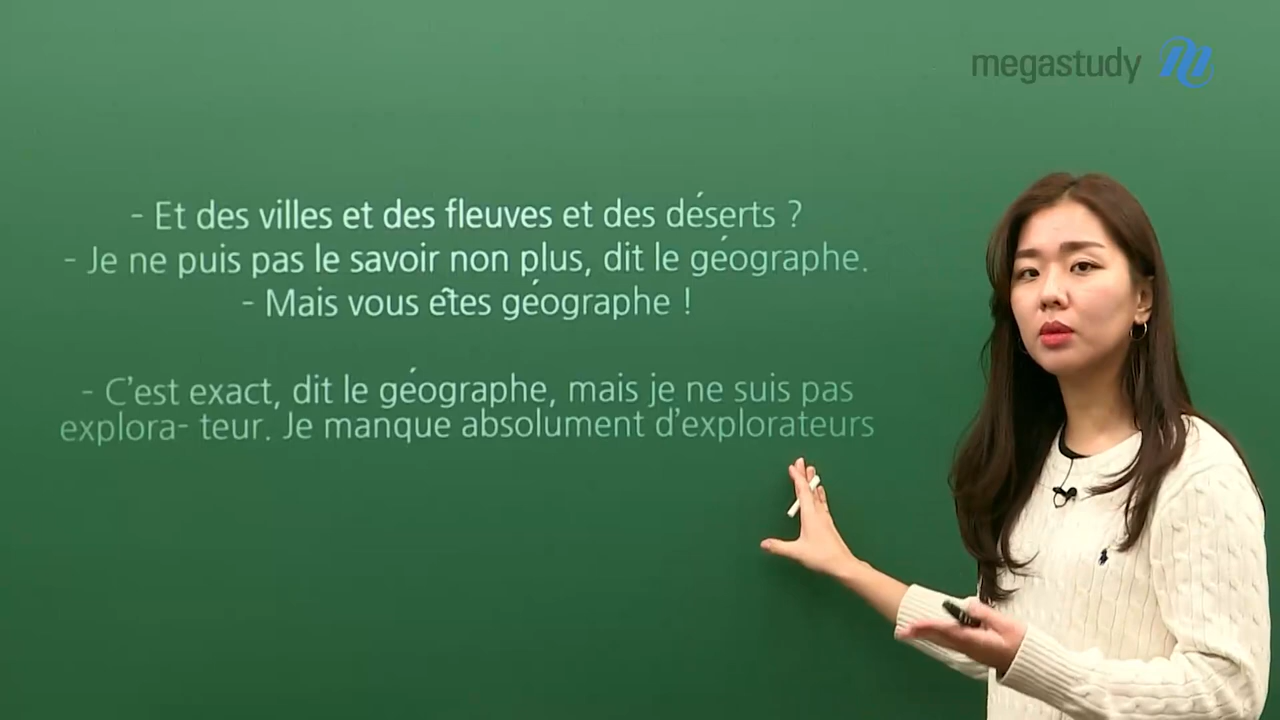 megastudy
- Et des villes et des fleuves et des déserts ?
- Je ne puis pas le savoir non plus, dit le géographe.
- Mais vous êtes géographe !
- C'est exact, dit le géographe, mais je ne suis pas
explora- teur. Je manque absolument d'explorateurs